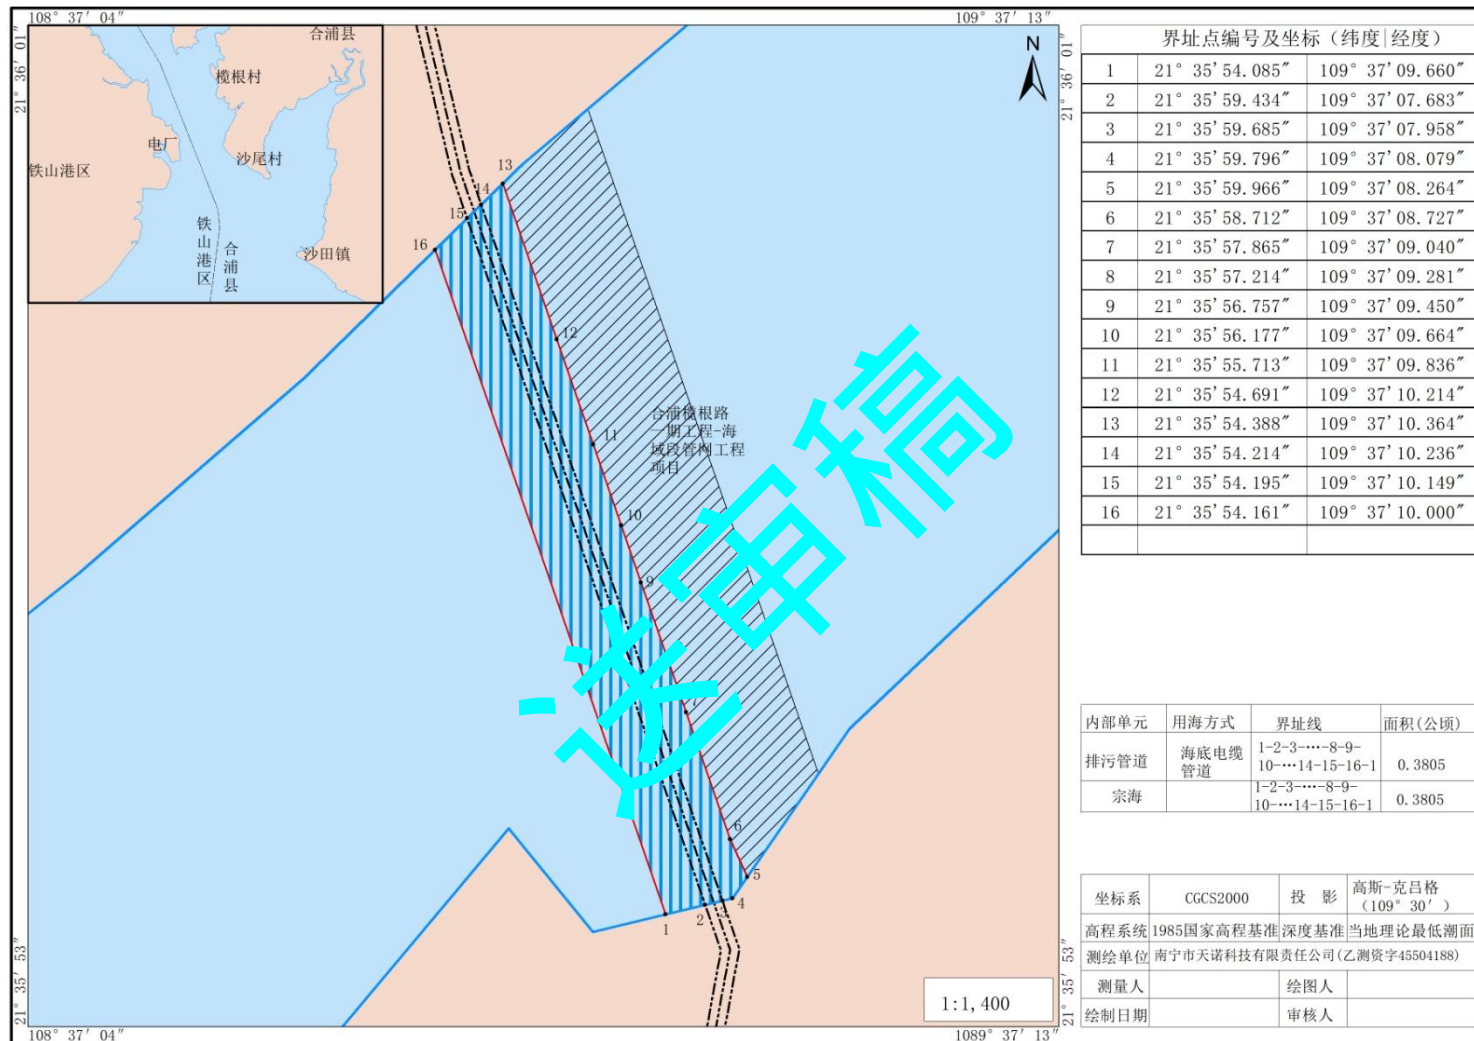 108° 37′ 04″
109° 37′ 13″
21° 36′ 01″
21° 36′ 01″
合浦县
榄根村
电厂
沙尾村
铁山港区
铁山港区
合浦县
沙田镇
N
13
14
15
16
12
11
合浦榄根路
一期工程-海
域段管网工程
项目
10
9
7
6
5
4
3
2
1
送审稿
1:1,400
21° 35′ 53″
21° 35′ 53″
108° 37′ 04″
1089° 37′ 13″
界址点编号及坐标（纬度|经度）
1 21° 35′54.085″ 109° 37′09.660″
2 21° 35′59.434″ 109° 37′07.683″
3 21° 35′59.685″ 109° 37′07.958″
4 21° 35′59.796″ 109° 37′08.079″
5 21° 35′59.966″ 109° 37′08.264″
6 21° 35′58.712″ 109° 37′08.727″
7 21° 35′57.865″ 109° 37′09.040″
8 21° 35′57.214″ 109° 37′09.281″
9 21° 35′56.757″ 109° 37′09.450″
10 21° 35′56.177″ 109° 37′09.664″
11 21° 35′55.713″ 109° 37′09.836″
12 21° 35′54.691″ 109° 37′10.214″
13 21° 35′54.388″ 109° 37′10.364″
14 21° 35′54.214″ 109° 37′10.236″
15 21° 35′54.195″ 109° 37′10.149″
16 21° 35′54.161″ 109° 37′10.000″
内部单元 用海方式 界址线 面积(公顷)
排污管道 海底电缆管道 1-2-3-…-8-9-10-…14-15-16-1 0.3805
宗海 1-2-3-…-8-9-10-…14-15-16-1 0.3805
坐标系 CGCS2000 投 影 高斯-克吕格（109° 30′）
高程系统 1985国家高程基准 深度基准 当地理论最低潮面
测绘单位 南宁市天诺科技有限责任公司(乙测资字45504188)
测量人 绘图人
绘制日期 审核人